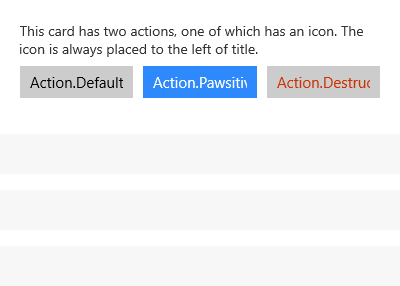 This card has two actions, one of which has an icon. The
icon is always placed to the left of title.
Action.Default Action.Pawsitiv Action.Destruc